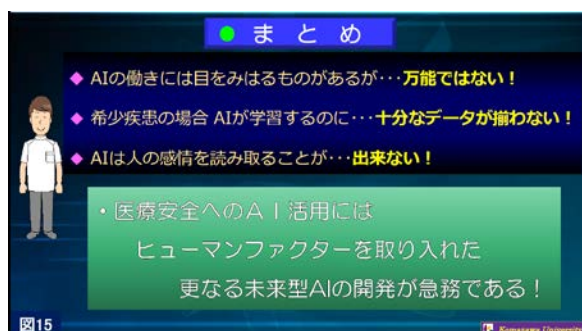 ● ま と め
◆ AIの働きには目をみはるものがあるが･･･万能ではない！
◆ 希少疾患の場合 AIが学習するのに･･･十分なデータが揃わない！
◆ AIは人の感情を読み取ることが･･･出来ない！
・医療安全へのAI活用には
ヒューマンファクターを取り入れた
更なる未来型AIの開発が急務である！
図15
Komazawa University